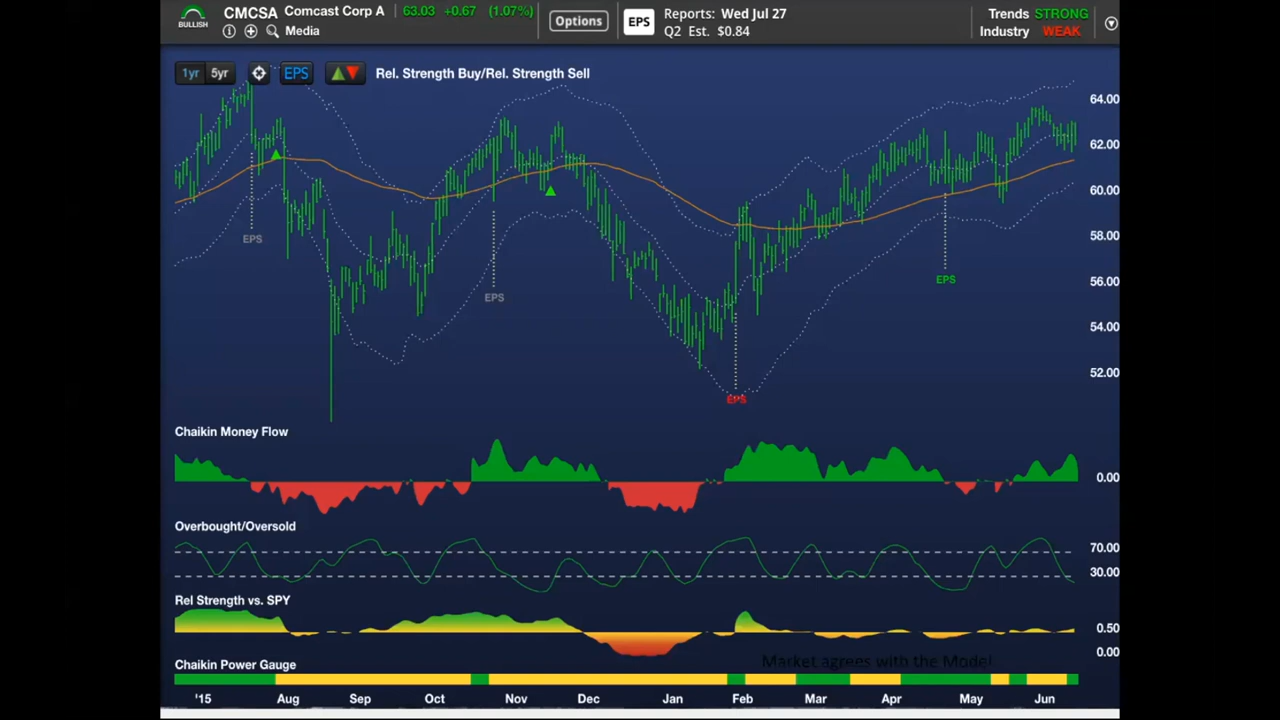 BULLISH
CMCSA Comcast Corp A 63.03 +0.67 (1.07%)
Media
Options
EPS
Reports: Wed Jul 27
Q2 Est. $0.84
Trends STRONG
Industry WEAK
1yr 5yr EPS Rel. Strength Buy/Rel. Strength Sell
64.00
62.00
60.00
58.00
56.00
54.00
52.00
EPS
EPS
EPS
EPS
Chaikin Money Flow
0.00
Overbought/Oversold
70.00
30.00
Rel Strength vs. SPY
0.50
0.00
Market agrees with the Model
Chaikin Power Gauge
'15 Aug Sep Oct Nov Dec Jan Feb Mar Apr May Jun